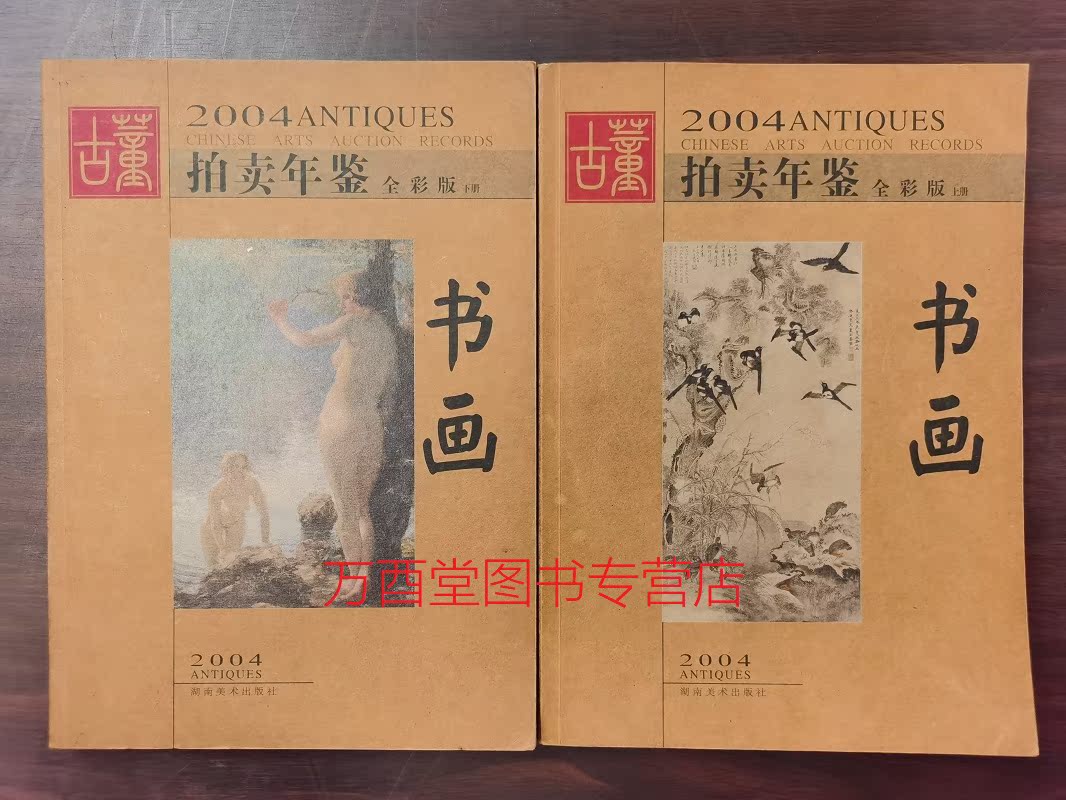 古董
2004ANTIQUES
CHINESE ARTS AUCTION RECORDS
拍卖年鉴 全彩版 下册
书画
2004
ANTIQUES
湖南美术出版社
古董
2004ANTIQUES
CHINESE ARTS AUCTION RECORDS
拍卖年鉴 全彩版 上册
书画
2004
ANTIQUES
湖南美术出版社
万酉堂图书专营店